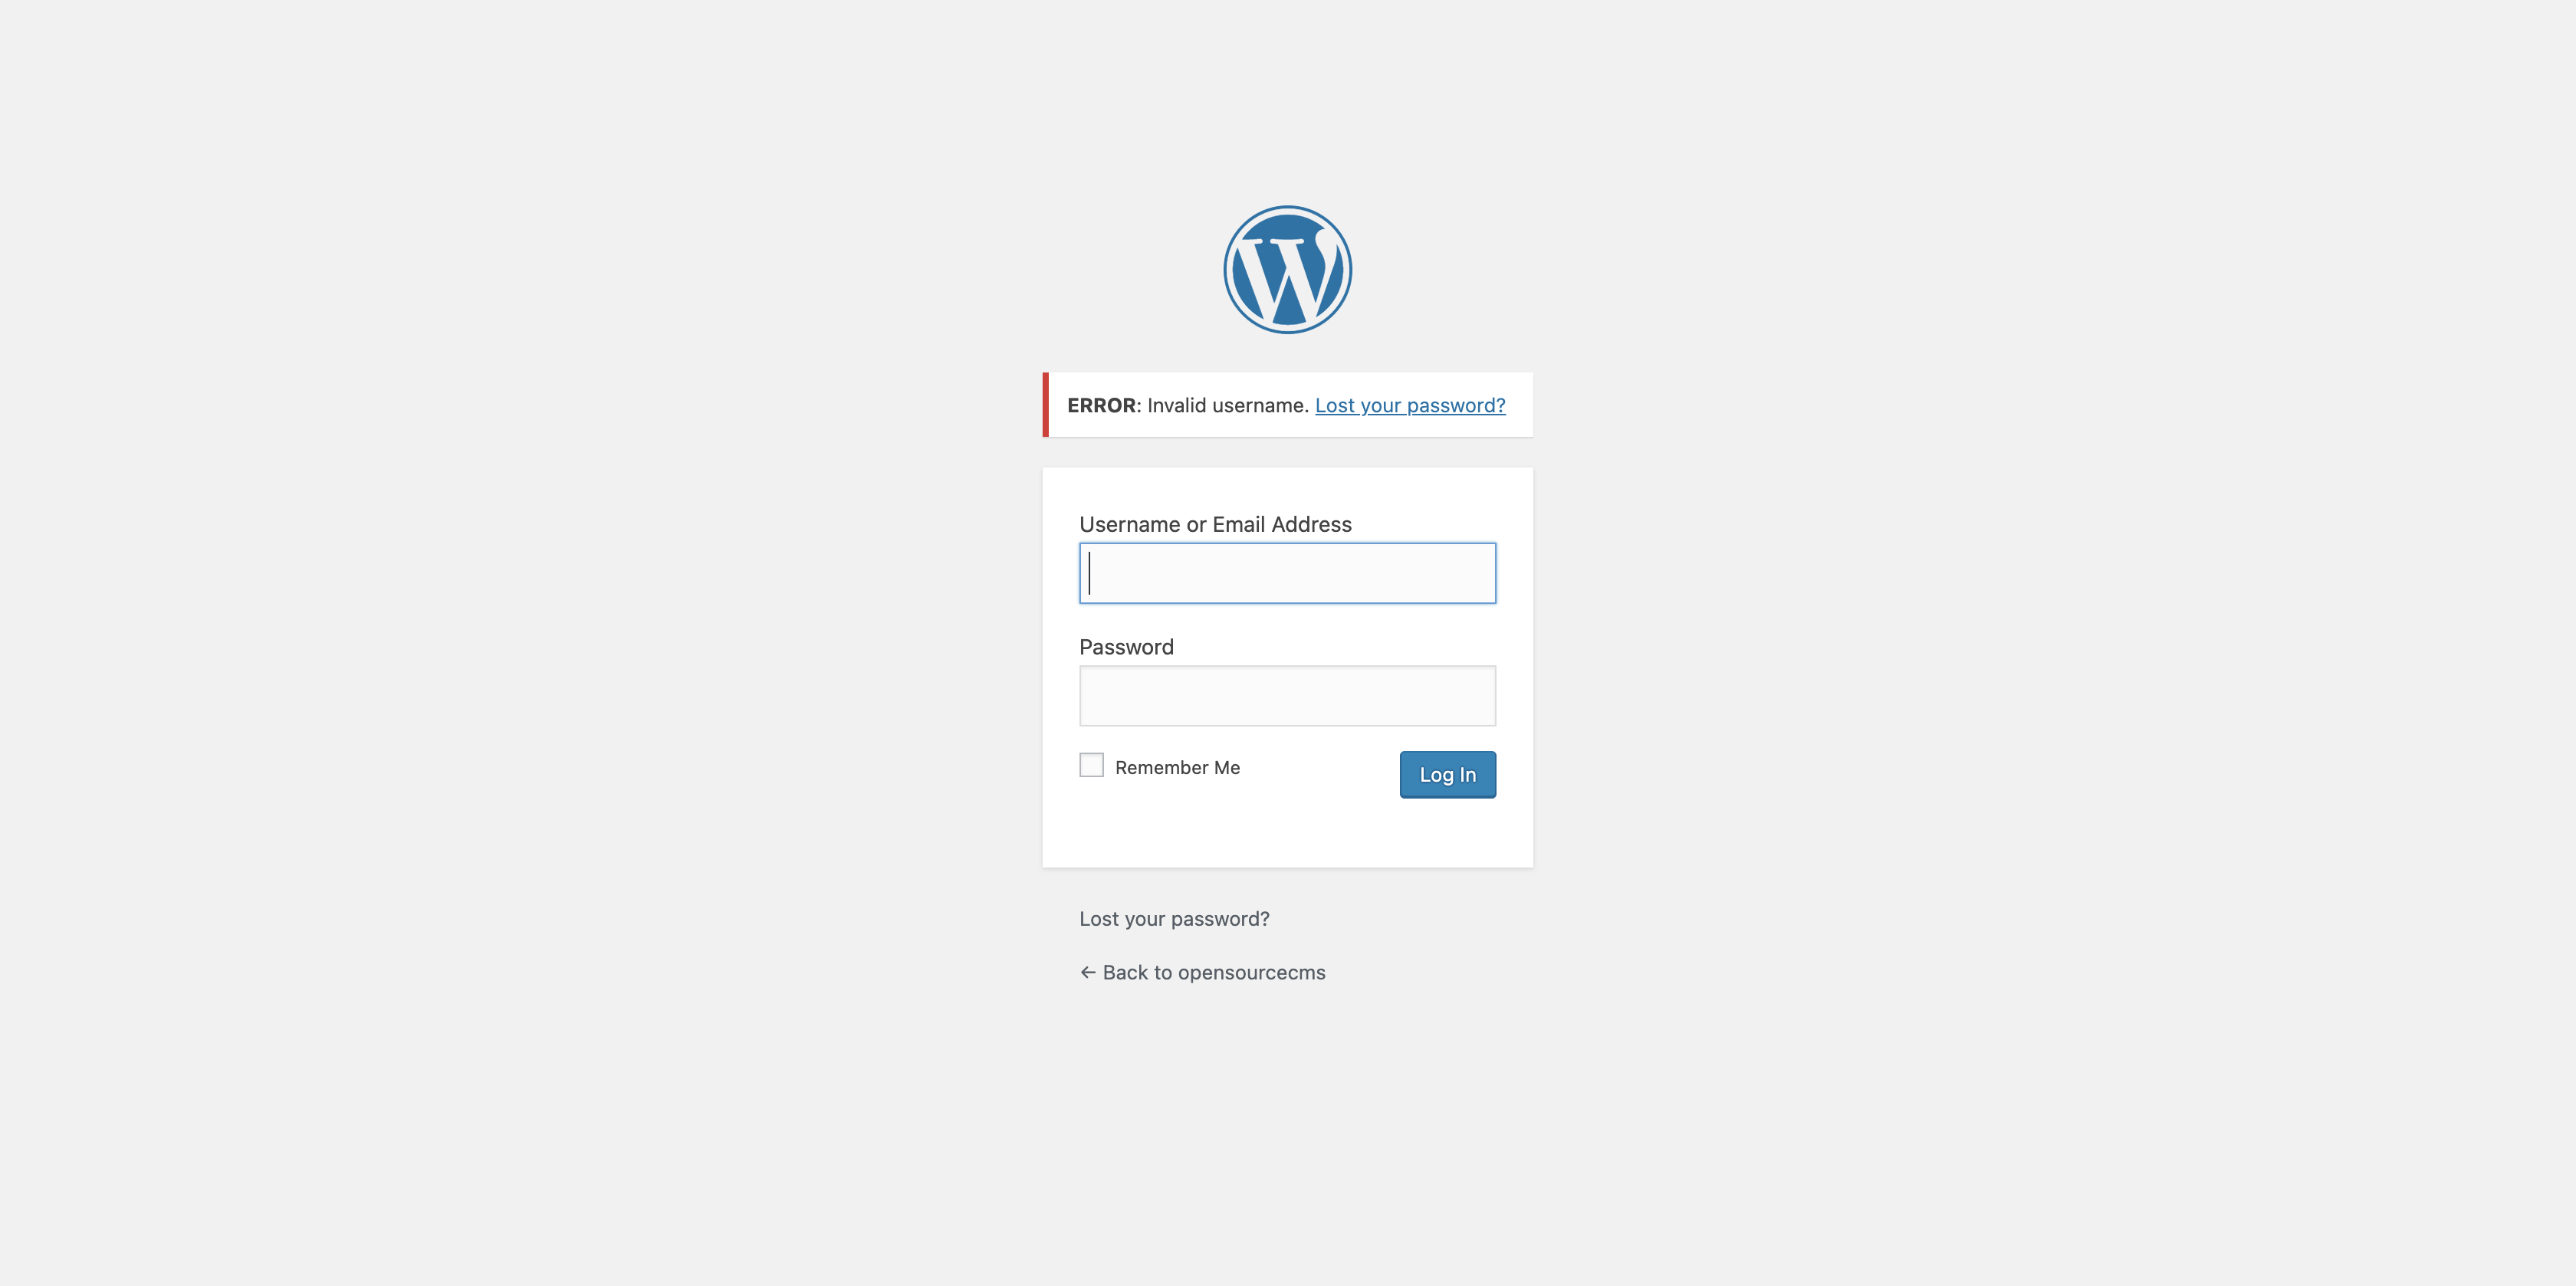 ERROR: Invalid username. Lost your password?
Username or Email Address
Password
Remember Me
Log In
Lost your password?
← Back to opensourcecms